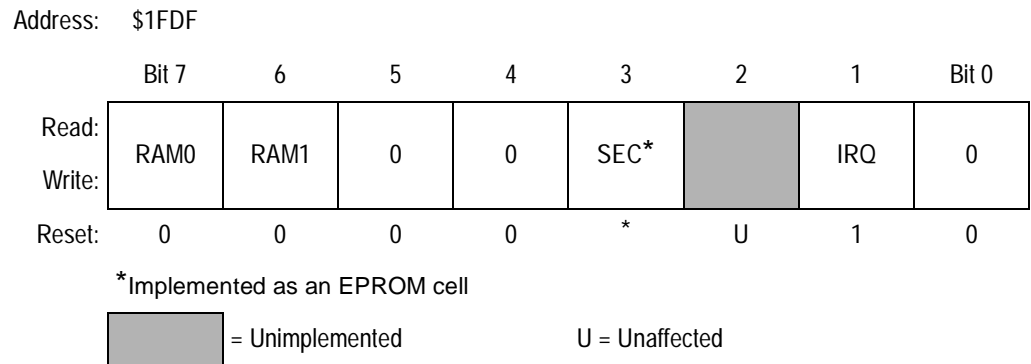 Address: $1FDF
Bit 7 6 5 4 3 2 1 Bit 0
Read:
RAM0 RAM1 0 0 SEC* IRQ 0
Write:
Reset: 0 0 0 0 * U 1 0
*Implemented as an EPROM cell
= Unimplemented U = Unaffected